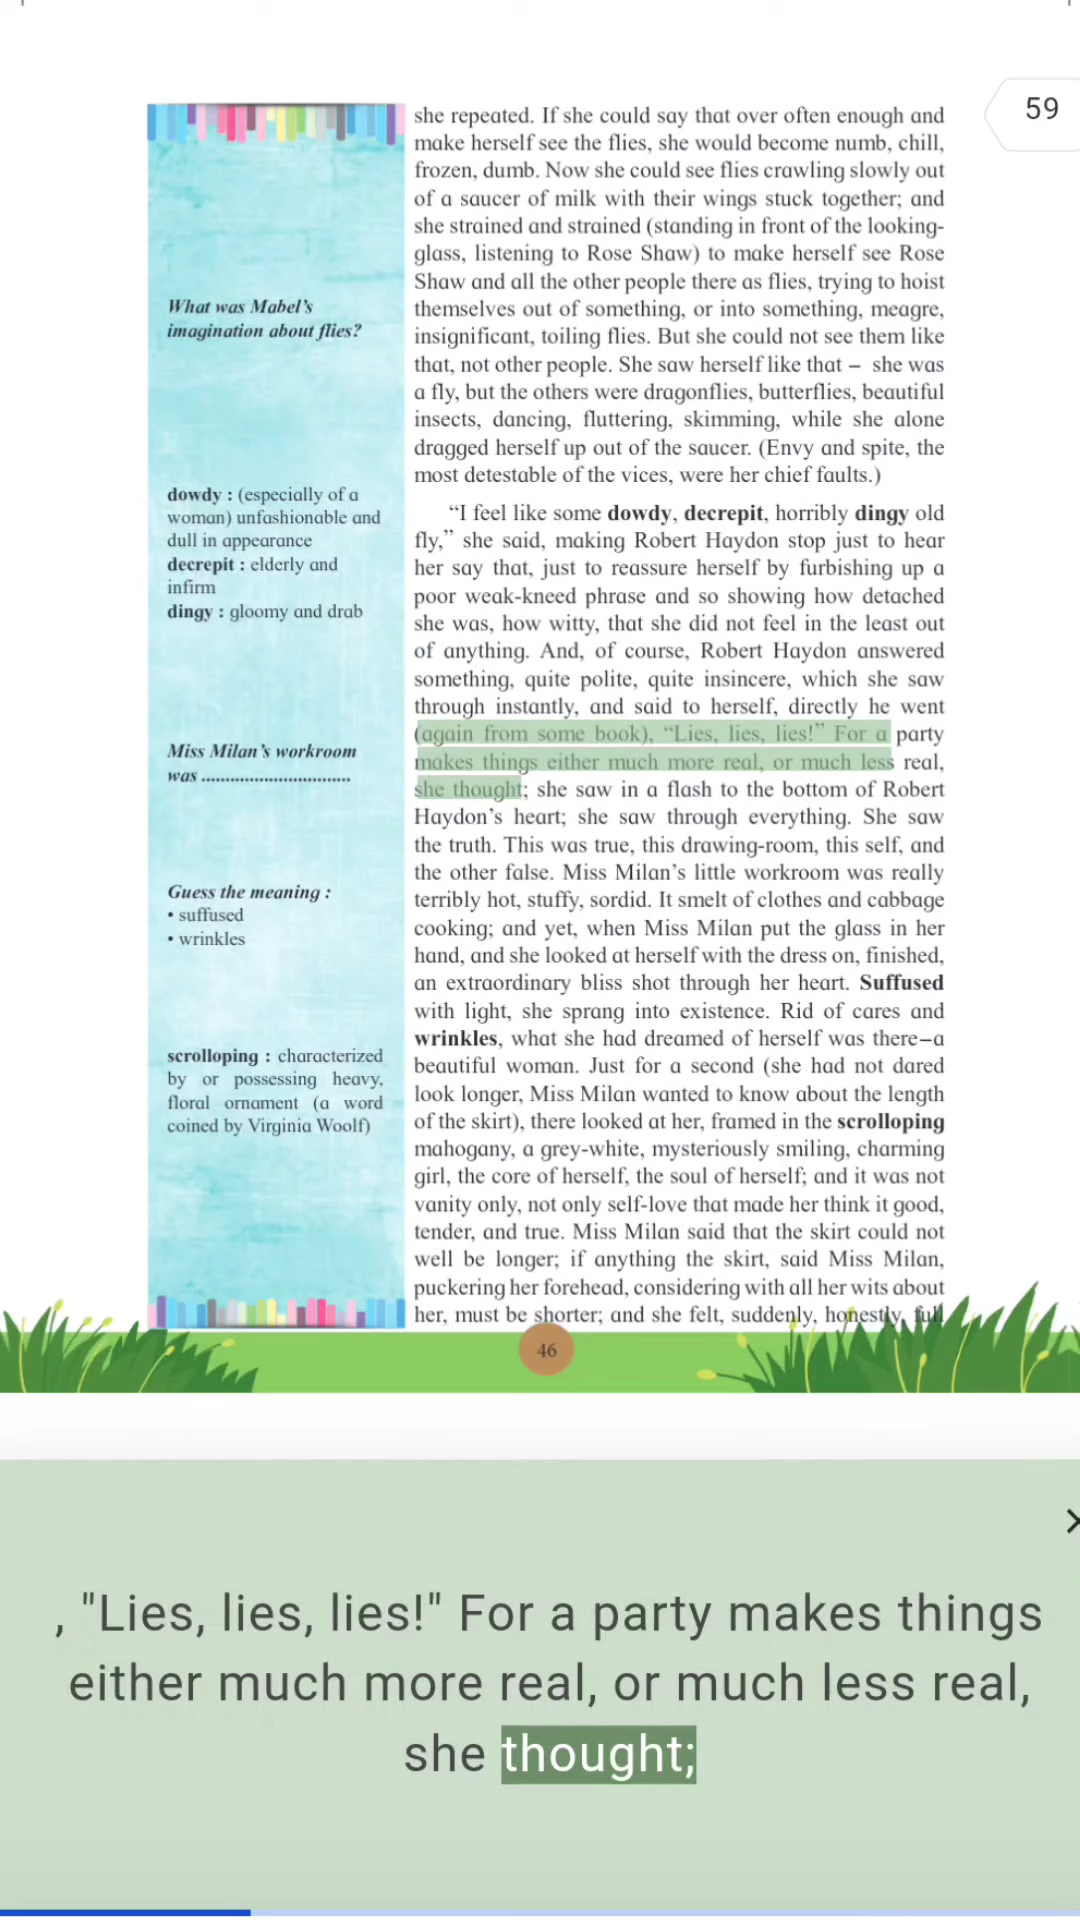 59
she repeated. If she could say that over often enough and
make herself see the flies, she would become numb, chill,
frozen, dumb. Now she could see flies crawling slowly out
of a saucer of milk with their wings stuck together; and
she strained and strained (standing in front of the looking-
glass, listening to Rose Shaw) to make herself see Rose
Shaw and all the other people there as flies, trying to hoist
themselves out of something, or into something, meagre,
insignificant, toiling flies. But she could not see them like
that, not other people. She saw herself like that – she was
a fly, but the others were dragonflies, butterflies, beautiful
insects, dancing, fluttering, skimming, while she alone
dragged herself up out of the saucer. (Envy and spite, the
most detestable of the vices, were her chief faults.)
“I feel like some dowdy, decrepit, horribly dingy old
fly,” she said, making Robert Haydon stop just to hear
her say that, just to reassure herself by furbishing up a
poor weak-kneed phrase and so showing how detached
she was, how witty, that she did not feel in the least out
of anything. And, of course, Robert Haydon answered
something, quite polite, quite insincere, which she saw
through instantly, and said to herself, directly he went
(again from some book), “Lies, lies, lies!” For a party
makes things either much more real, or much less real,
she thought; she saw in a flash to the bottom of Robert
Haydon’s heart; she saw through everything. She saw
the truth. This was true, this drawing-room, this self, and
the other false. Miss Milan’s little workroom was really
terribly hot, stuffy, sordid. It smelt of clothes and cabbage
cooking; and yet, when Miss Milan put the glass in her
hand, and she looked at herself with the dress on, finished,
an extraordinary bliss shot through her heart. Suffused
with light, she sprang into existence. Rid of cares and
wrinkles, what she had dreamed of herself was there–a
beautiful woman. Just for a second (she had not dared
look longer, Miss Milan wanted to know about the length
of the skirt), there looked at her, framed in the scrolloping
mahogany, a grey-white, mysteriously smiling, charming
girl, the core of herself, the soul of herself; and it was not
vanity only, not only self-love that made her think it good,
tender, and true. Miss Milan said that the skirt could not
well be longer; if anything the skirt, said Miss Milan,
puckering her forehead, considering with all her wits about
her, must be shorter; and she felt, suddenly, honestly, full
What was Mabel’s
imagination about flies?
dowdy : (especially of a
woman) unfashionable and
dull in appearance
decrepit : elderly and
infirm
dingy : gloomy and drab
Miss Milan’s workroom
was ..............................
Guess the meaning :
• suffused
• wrinkles
scrolloping : characterized
by or possessing heavy,
floral ornament (a word
coined by Virginia Woolf)
46
, "Lies, lies, lies!" For a party makes things
either much more real, or much less real,
she thought;